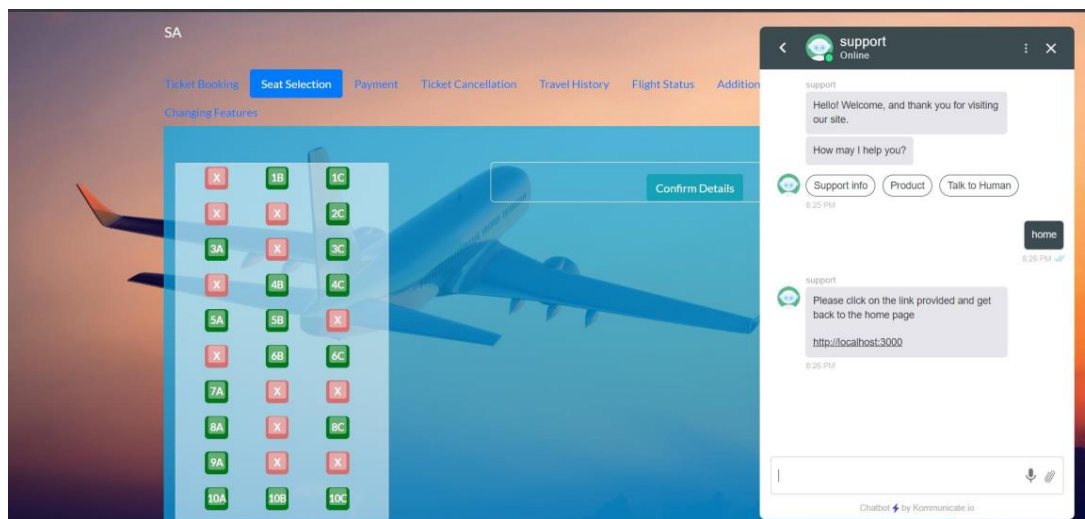 SA
Ticket Booking Seat Selection Payment Ticket Cancellation Travel History Flight Status Addition
Changing Features
X 1B 1C
X X 2C
3A X 3C
X 4B 4C
5A 5B X
X 6B 6C
7A X X
8A X 8C
9A X X
10A 10B 10C
Confirm Details
support
Online
support
Hello! Welcome, and thank you for visiting
our site.
How may I help you?
Support info Product Talk to Human
8:25 PM
home
8:26 PM
support
Please click on the link provided and get
back to the home page
http://localhost:3000
8:26 PM
Chatbot by Kommunicate.io